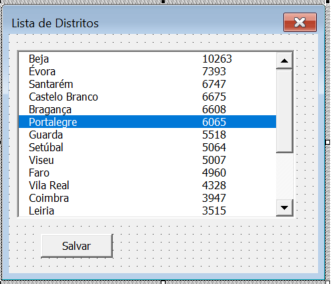 Lista de Distritos
Beja 10263
Évora 7393
Santarém 6747
Castelo Branco 6675
Bragança 6608
Portalegre 6065
Guarda 5518
Setúbal 5064
Viseu 5007
Faro 4960
Vila Real 4328
Coimbra 3947
Leiria 3515
Salvar